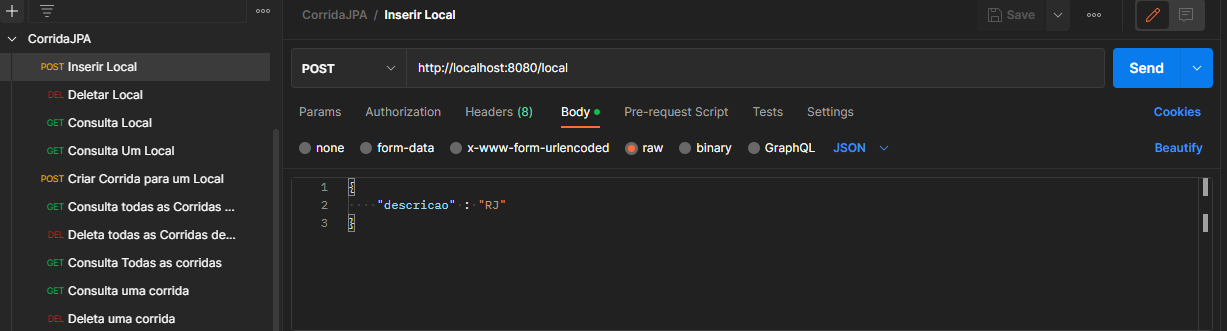 CorridaJPA
POST Inserir Local
DEL Deletar Local
GET Consulta Local
GET Consulta Um Local
POST Criar Corrida para um Local
GET Consulta todas as Corridas ...
DEL Deleta todas as Corridas de...
GET Consulta Todas as corridas
GET Consulta uma corrida
DEL Deleta uma corrida
CorridaJPA / Inserir Local
Save
POST http://localhost:8080/local Send
Params Authorization Headers (8) Body Pre-request Script Tests Settings Cookies
none form-data x-www-form-urlencoded raw binary GraphQL JSON Beautify
1 {
2 "descricao" : "RJ"
3 }